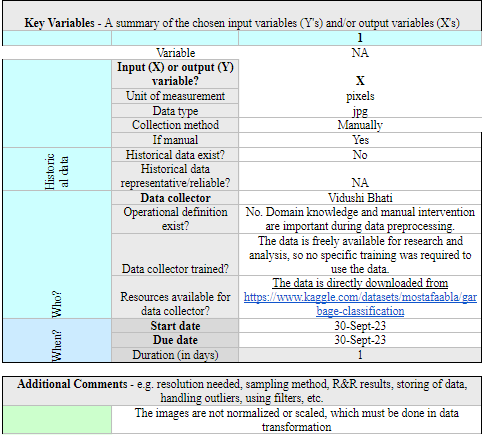 Key Variables - A summary of the chosen input variables (Y's) and/or output variables (X's)
1
Variable NA
Input (X) or output (Y)
variable? X
Unit of measurement pixels
Data type jpg
Collection method Manually
If manual Yes
Historic
al data
Historical data exist? No
Historical data
representative/reliable? NA
Who?
Data collector Vidushi Bhati
Operational definition
exist?
No. Domain knowledge and manual intervention
are important during data preprocessing.
Data collector trained?
The data is freely available for research and
analysis, so no specific training was required to
use the data.
Resources available for
data collector?
The data is directly downloaded from
https://www.kaggle.com/datasets/mostafaabla/gar
bage-classification
When?
Start date 30-Sept-23
Due date 30-Sept-23
Duration (in days) 1
Additional Comments - e.g. resolution needed, sampling method, R&R results, storing of data,
handling outliers, using filters, etc.
The images are not normalized or scaled, which must be done in data
transformation